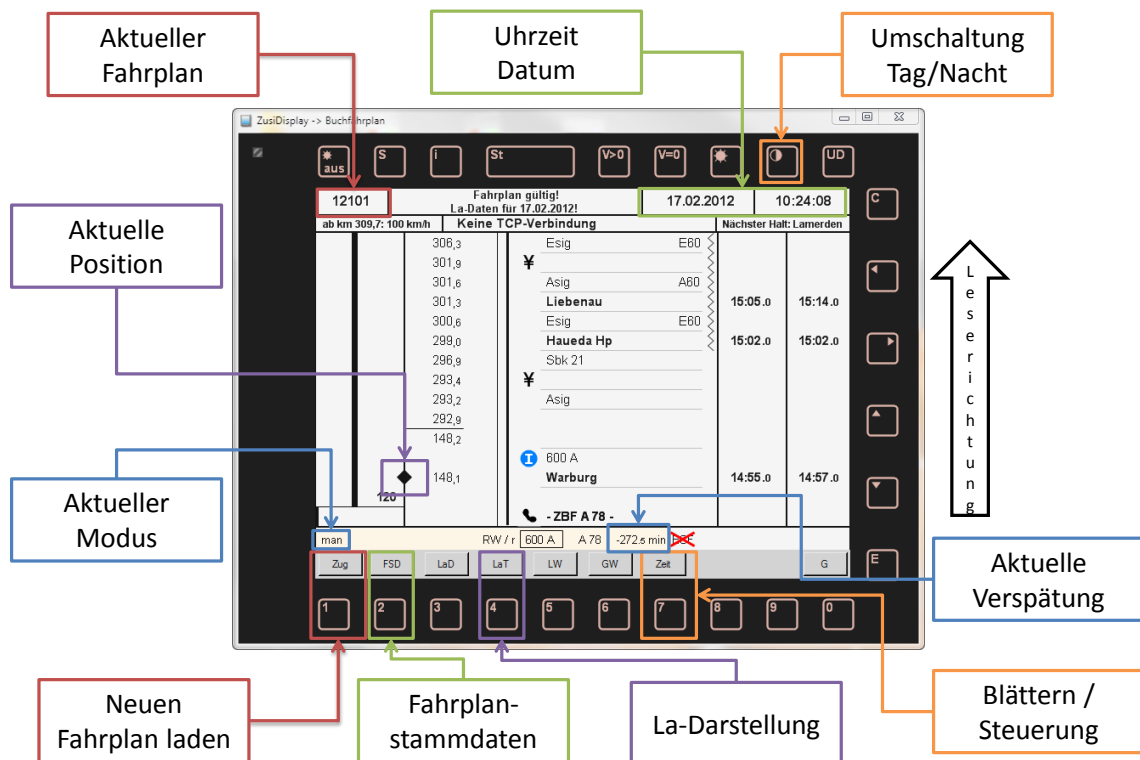 Aktueller
Fahrplan
Uhrzeit
Datum
Umschaltung
Tag/Nacht
ZusiDisplay -> Buchfahrplan
aus S i St V>0 V=0 UD
12101 Fahrplan gültig! 17.02.2012 10:24:08
La-Daten für 17.02.2012!
C
ab km 309,7: 100 km/h Keine TCP-Verbindung Nächster Halt: Lamerden
Aktuelle
Position
306,3 Esig E60
301,9 ¥
301,6 Asig A60
301,3 Liebenau 15:05.0 15:14.0
300,6 Esig E60
299,0 Haueda Hp 15:02.0 15:02.0
296,9 Sbk 21
293,4 ¥
293,2 Asig
292,9
148,2
I 600 A
148,1 Warburg 14:55.0 14:57.0
120
- ZBF A 78 -
Leserichtung
Aktueller
Modus
man RW / r 600 A A 78 -272.5 min
Zug FSD LaD LaT LW GW Zeit G
E
1 2 3 4 5 6 7 8 9 0
Aktuelle
Verspätung
Neuen
Fahrplan laden
Fahrplan-
stammdaten
La-Darstellung
Blättern /
Steuerung